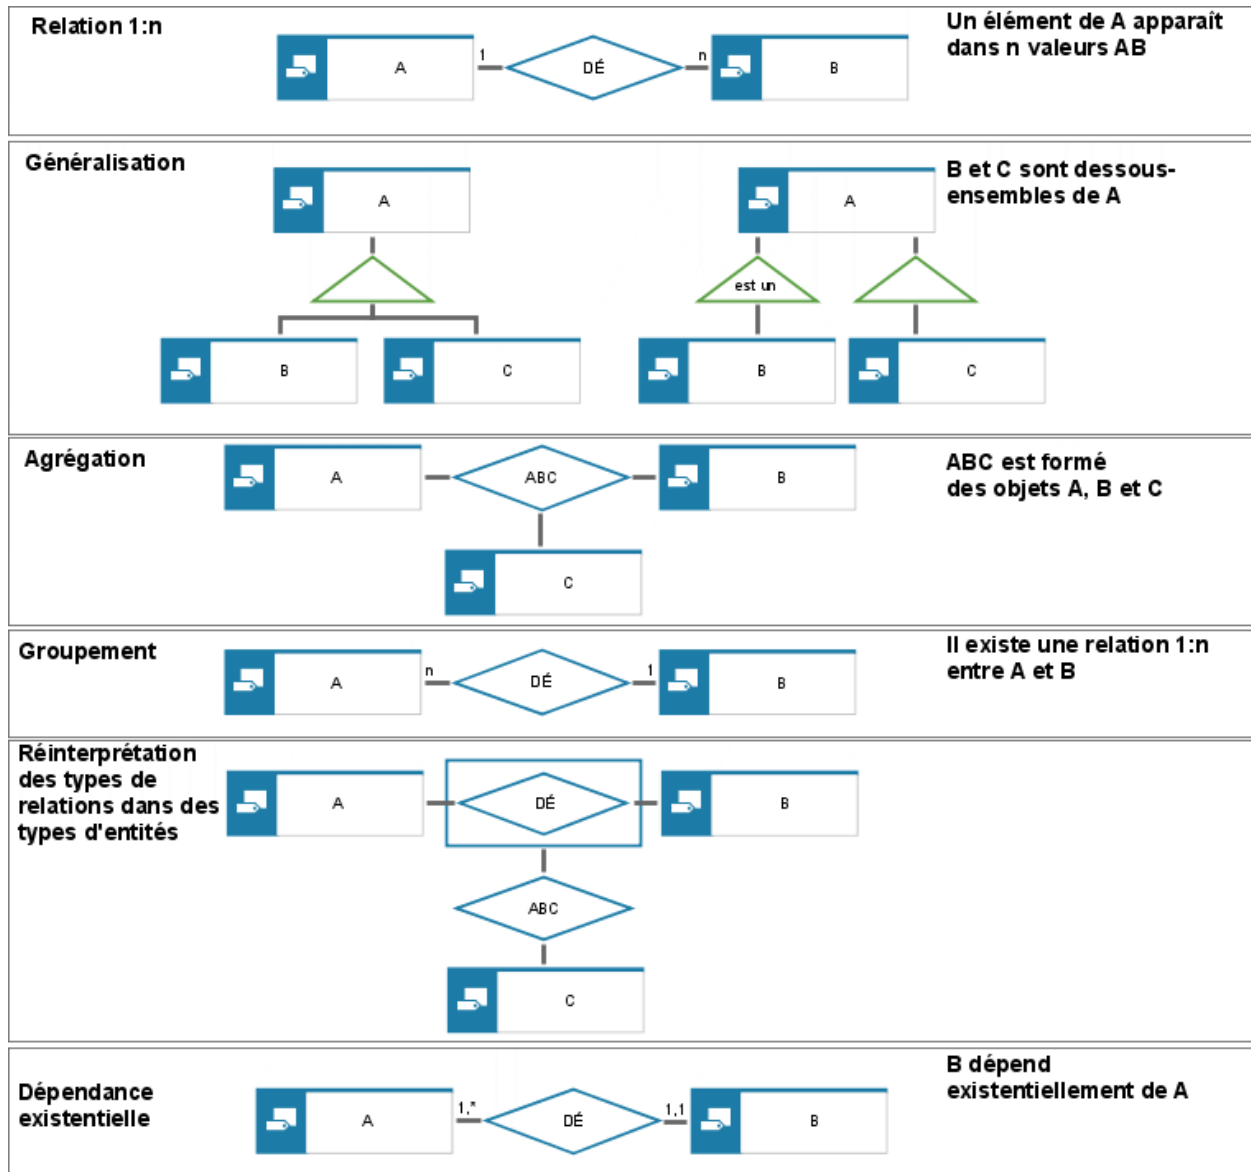 Relation 1:n
A
1
DÉ
n
B
Un élément de A apparaît
dans n valeurs AB
Généralisation
A
B
C
A
est un
B
C
B et C sont dessous-
ensembles de A
Agrégation
A
ABC
B
C
ABC est formé
des objets A, B et C
Groupement
A
n
DÉ
1
B
Il existe une relation 1:n
entre A et B
Réinterprétation
des types de
relations dans des
types d'entités
A
DÉ
B
ABC
C
Dépendance
existentielle
A
1,*
DÉ
1,1
B
B dépend
existentiellement de A